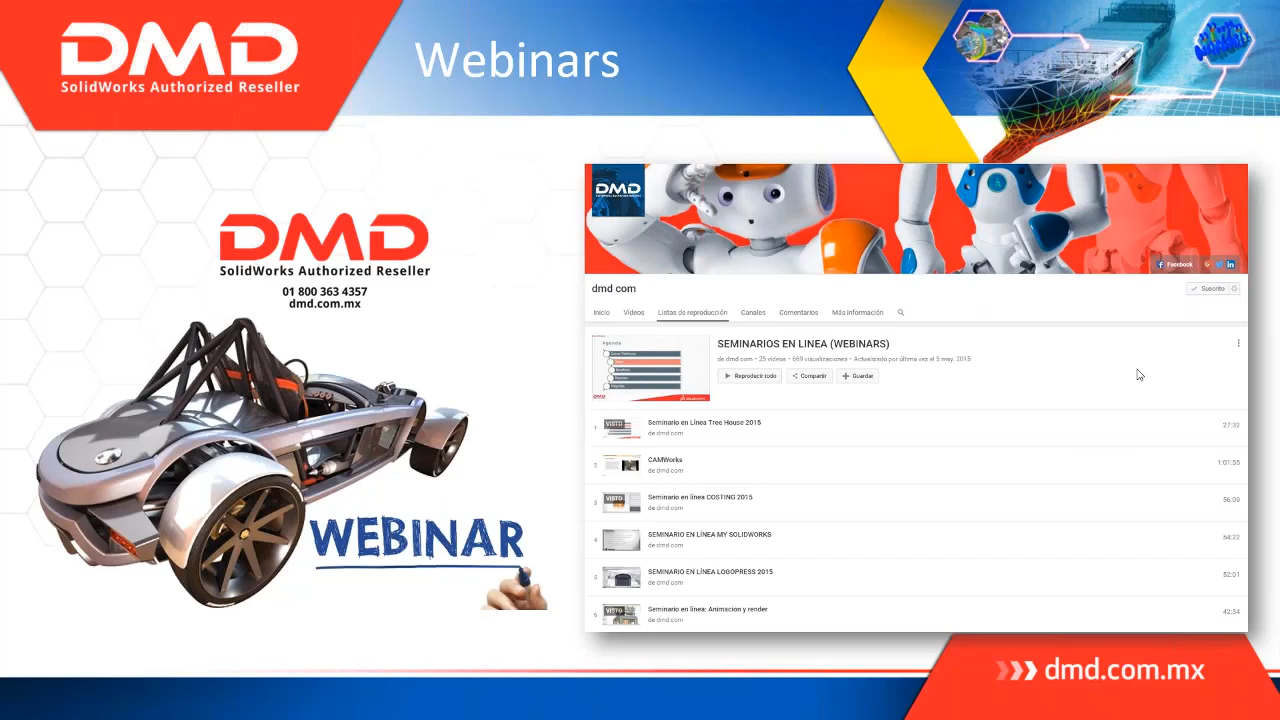 DMD
SolidWorks Authorized Reseller
Webinars
DMD
SolidWorks Authorized Reseller
01 800 363 4357
dmd.com.mx
WEBINAR
DMD
Facebook
dmd com
Suscrito
Inicio Vídeos Listas de reproducción Canales Comentarios Más información
SEMINARIOS EN LINEA (WEBINARS)
de dmd com • 25 vídeos • 659 visualizaciones • Actualizado por última vez el 5 may. 2015
Reproducir todo Compartir Guardar
Agenda
1 VISTO Seminario en Línea Tree House 2015 27:32
de dmd com
2 CAMWorks 1:01:55
de dmd com
3 VISTO Seminario en línea COSTING 2015 56:09
de dmd com
4 SEMINARIO EN LÍNEA MY SOLIDWORKS 54:22
de dmd com
5 SEMINARIO EN LÍNEA LOGOPRESS 2015 52:01
de dmd com
6 VISTO Seminario en línea: Animacion y render 42:34
de dmd com
dmd.com.mx